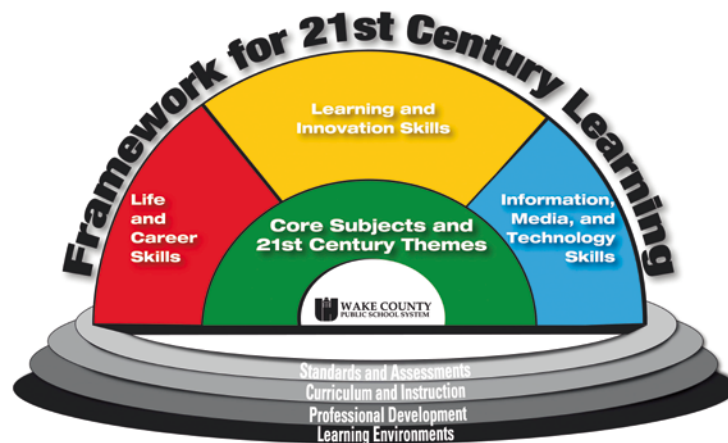 Framework for 21st Century Learning
Learning and
Innovation Skills
Life
and
Career
Skills
Information,
Media, and
Technology
Skills
Core Subjects and
21st Century Themes
WAKE COUNTY
PUBLIC SCHOOL SYSTEM
Standards and Assessments
Curriculum and Instruction
Professional Development
Learning Environments